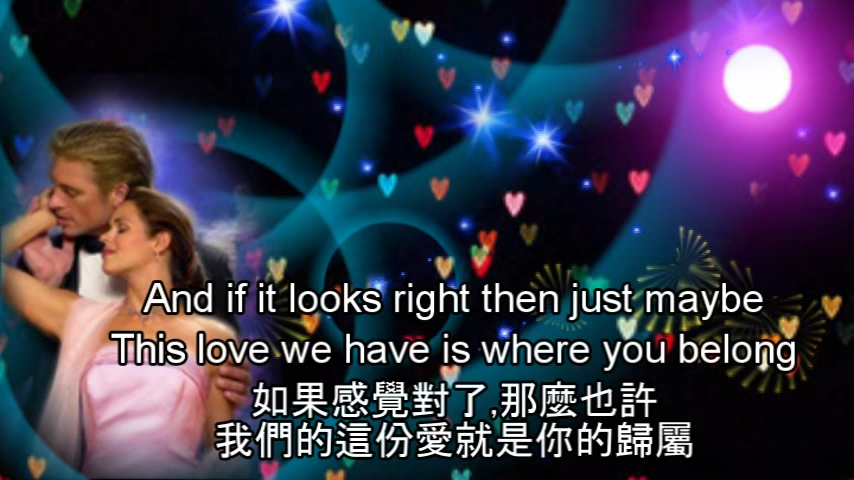 And if it looks right then just maybe
This love we have is where you belong
如果感覺對了,那麼也許
我們的這份愛就是你的歸屬